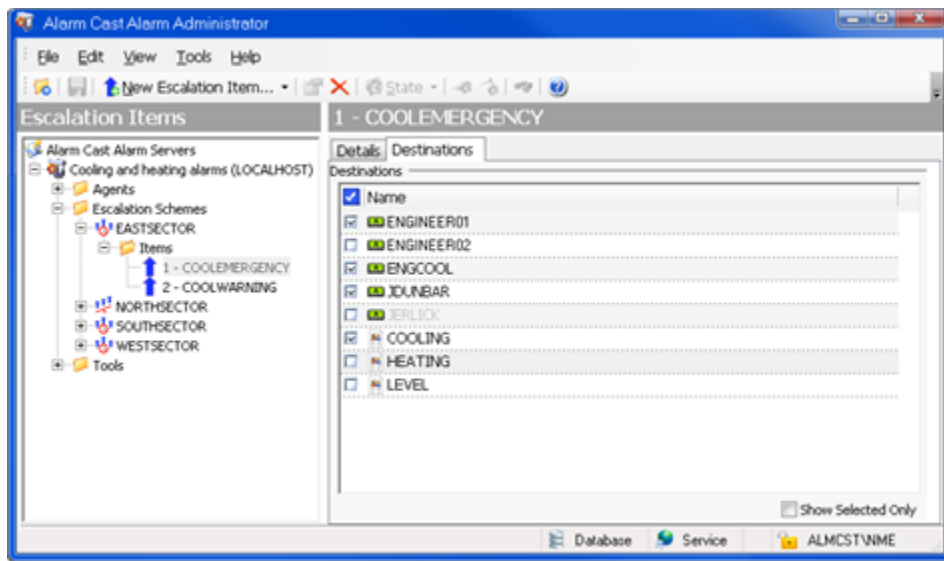 Alarm Cast Alarm Administrator
File Edit View Tools Help
New Escalation Item... State
Escalation Items
1 - COOLEMERGENCY
Alarm Cast Alarm Servers
Cooling and heating alarms (LOCALHOST)
Agents
Escalation Schemes
EASTSECTOR
Items
1 - COOLEMERGENCY
2 - COOLWARNING
NORTHSECTOR
SOUTHSECTOR
WESTSECTOR
Tools
Details Destinations
Destinations
Name
ENGINEER01
ENGINEER02
ENGCOOL
JDUNBAR
JERLICK
COOLING
HEATING
LEVEL
Show Selected Only
Database Service ALMCST\NME